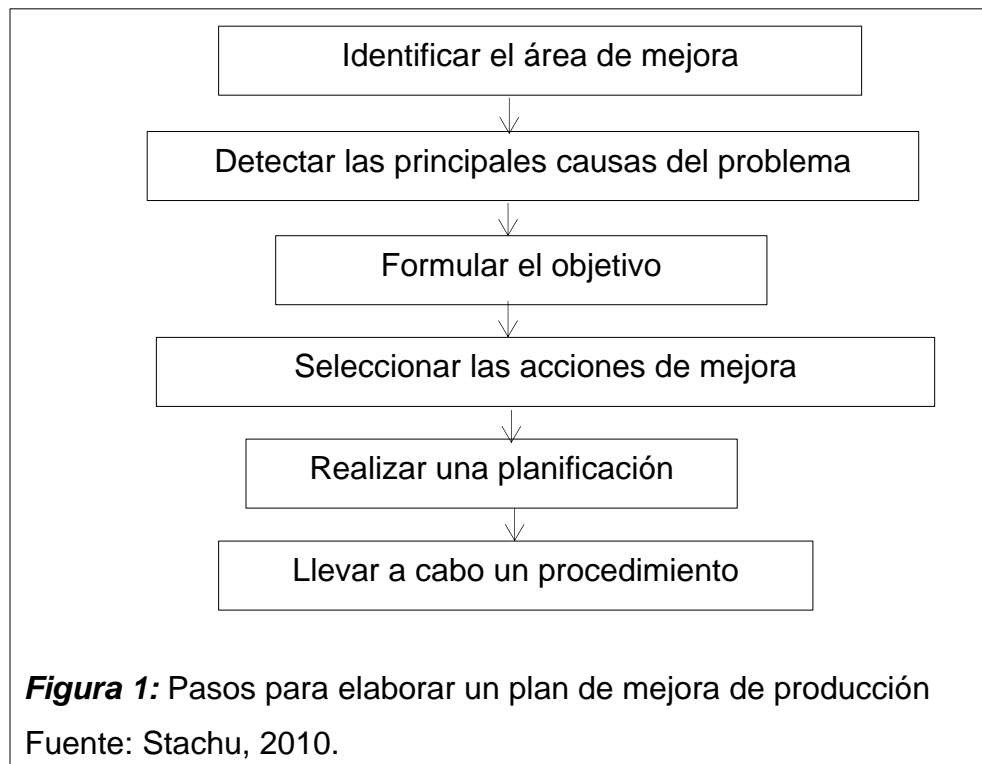 Identificar el área de mejora
Detectar las principales causas del problema
Formular el objetivo
Seleccionar las acciones de mejora
Realizar una planificación
Llevar a cabo un procedimiento
Figura 1: Pasos para elaborar un plan de mejora de producción
Fuente: Stachu, 2010.